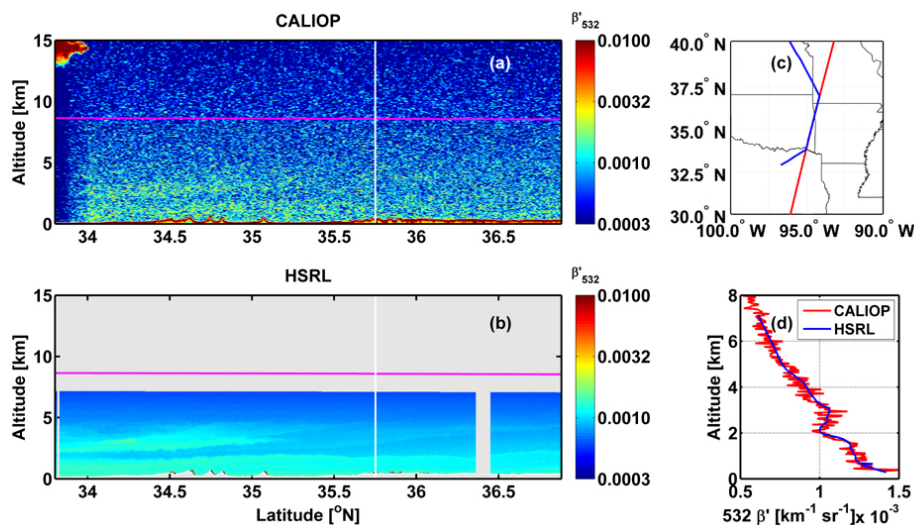 CALIOP
β'532
15
10
5
0
Altitude [km]
(a)
0.0100
0.0032
0.0010
0.0003
34
34.5
35
35.5
36
36.5
40.0° N
37.5° N
35.0° N
32.5° N
30.0° N
(c)
100.0° W
95.0° W
90.0° W
HSRL
β'532
15
10
5
0
Altitude [km]
(b)
0.0100
0.0032
0.0010
0.0003
34
34.5
35
35.5
36
36.5
Latitude [°N]
8
6
4
2
0
Altitude [km]
(d)
CALIOP
HSRL
0.5
1
1.5
532 β' [km-1 sr-1]x 10-3